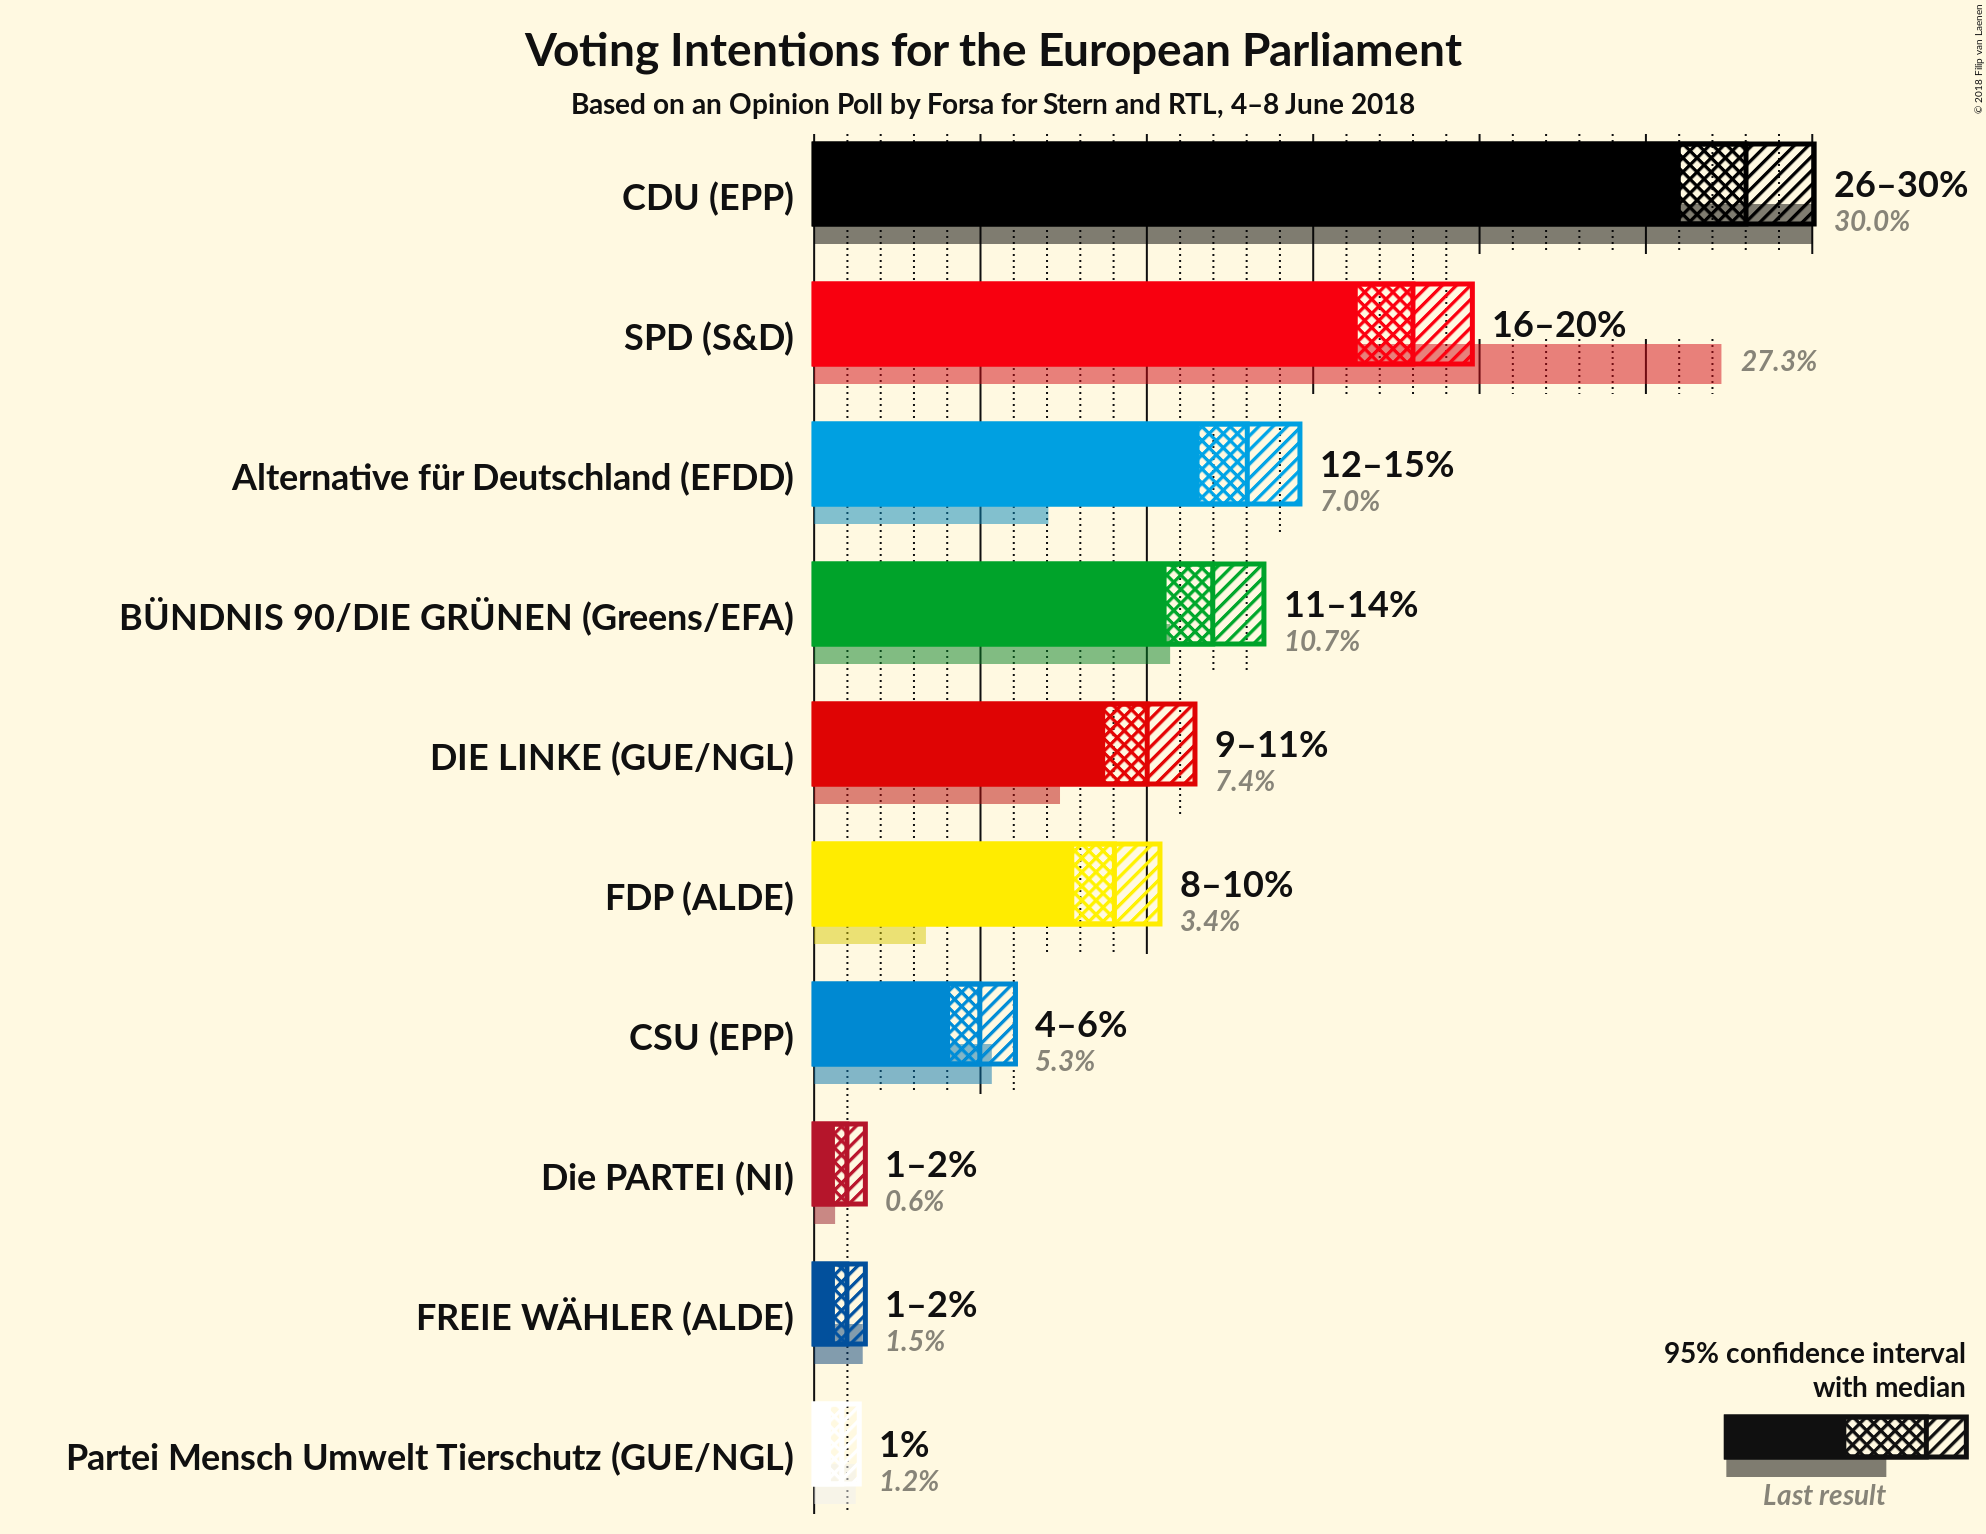 Voting Intentions for the European Parliament
Based on an Opinion Poll by Forsa for Stern and RTL, 4–8 June 2018
© 2018 Filip van Laenen
CDU (EPP)
26–30%
30.0%
SPD (S&D)
16–20%
27.3%
Alternative für Deutschland (EFDD)
12–15%
7.0%
BÜNDNIS 90/DIE GRÜNEN (Greens/EFA)
11–14%
10.7%
DIE LINKE (GUE/NGL)
9–11%
7.4%
FDP (ALDE)
8–10%
3.4%
CSU (EPP)
4–6%
5.3%
Die PARTEI (NI)
1–2%
0.6%
FREIE WÄHLER (ALDE)
1–2%
1.5%
Partei Mensch Umwelt Tierschutz (GUE/NGL)
1%
1.2%
95% confidence interval
with median
Last result